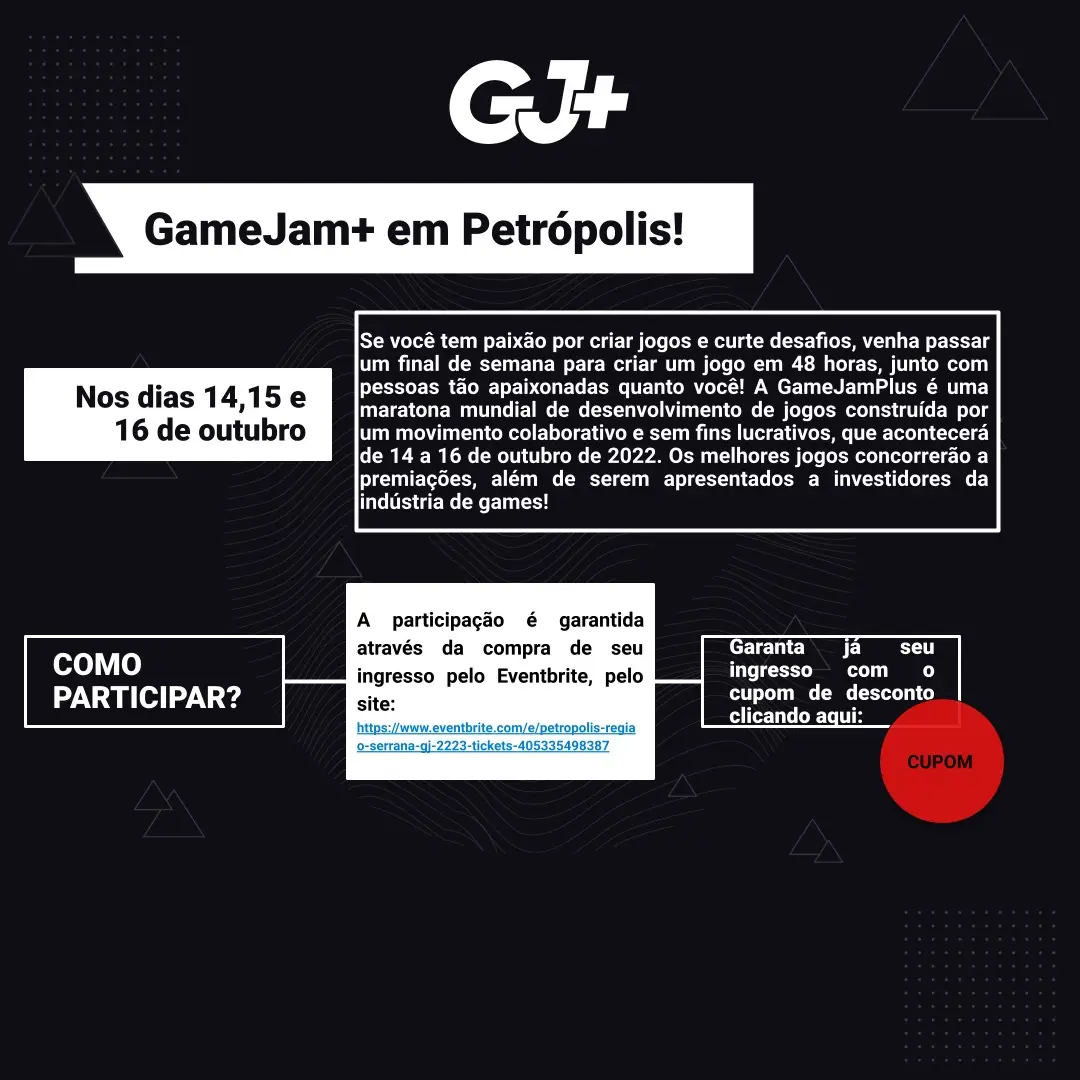 GJ+
GameJam+ em Petrópolis!
Nos dias 14,15 e
16 de outubro
Se você tem paixão por criar jogos e curte desafios, venha passar
um final de semana para criar um jogo em 48 horas, junto com
pessoas tão apaixonadas quanto você! A GameJamPlus é uma
maratona mundial de desenvolvimento de jogos construída por
um movimento colaborativo e sem fins lucrativos, que acontecerá
de 14 a 16 de outubro de 2022. Os melhores jogos concorrerão a
premiações, além de serem apresentados a investidores da
indústria de games!
COMO
PARTICIPAR?
A participação é garantida
através da compra de seu
ingresso pelo Eventbrite, pelo
site:
https://www.eventbrite.com/e/petropolis-regia
o-serrana-gj-2223-tickets-405335498387
Garanta já seu
ingresso com o
cupom de desconto
clicando aqui:
CUPOM